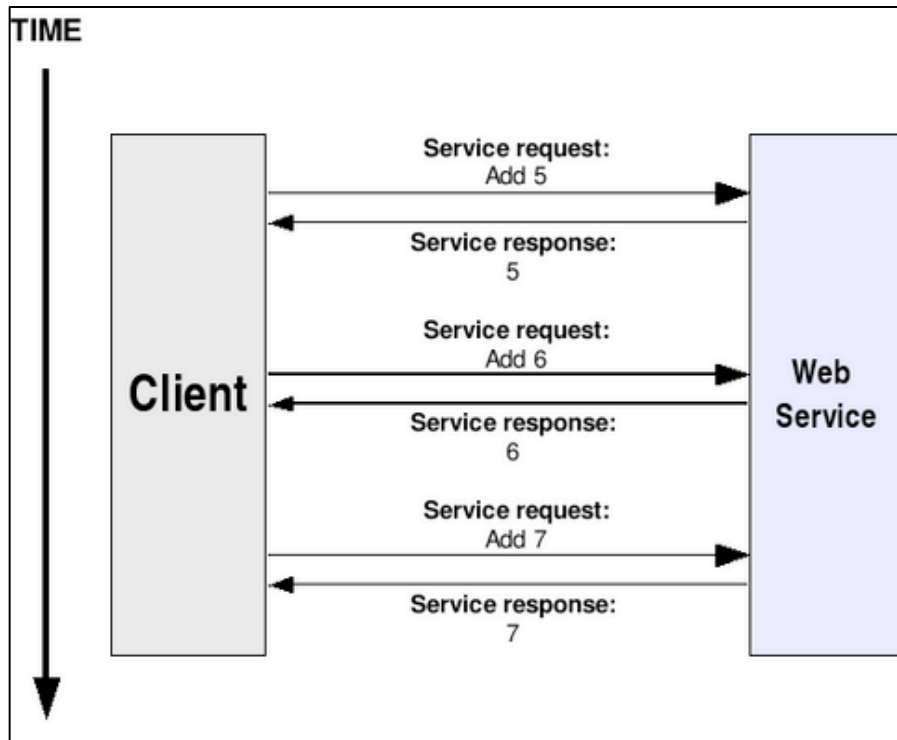 TIME
Service request:
Add 5
Service response:
5
Service request:
Add 6
Client
Web
Service
Service response:
6
Service request:
Add 7
Service response:
7